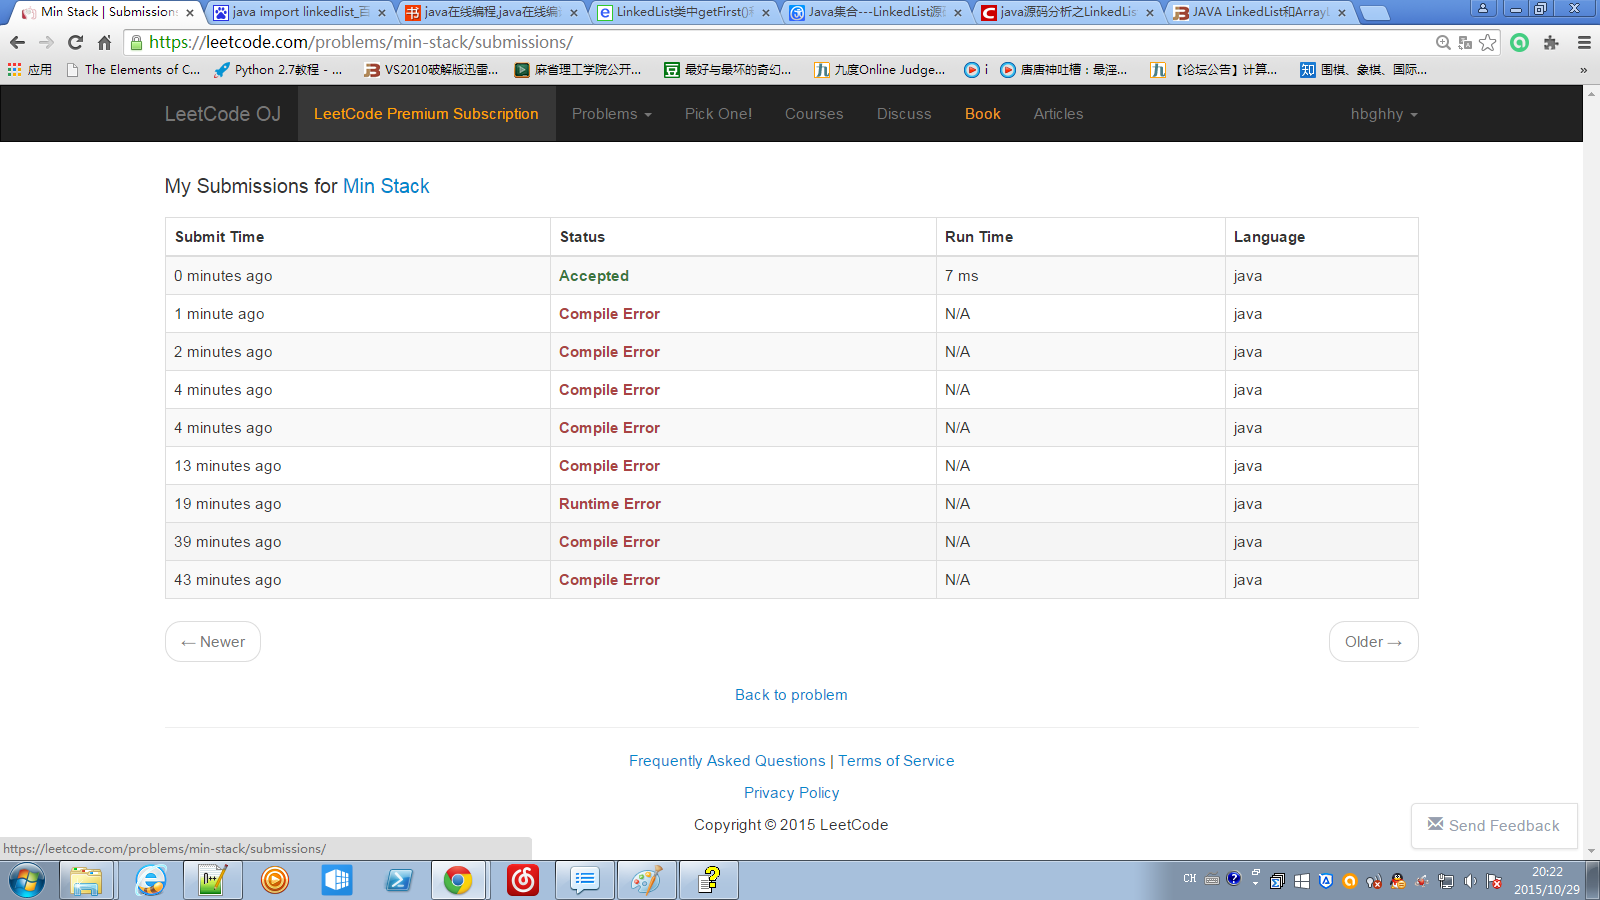 Min Stack | Submissions
java import linkedlist_百
java在线编程,java在线编
LinkedList类中getFirst()
Java集合---LinkedList源
java源码分析之LinkedLis
JAVA LinkedList和ArrayL
https://leetcode.com/problems/min-stack/submissions/
应用
The Elements of C...
Python 2.7教程 - ...
VS2010破解版迅雷...
麻省理工学院公开...
最好与最坏的奇幻...
九度Online Judge...
i
唐唐神吐槽：最淫...
【论坛公告】计算...
围棋、象棋、国际...
»
LeetCode OJ
LeetCode Premium Subscription
Problems
Pick One!
Courses
Discuss
Book
Articles
hbghhy
My Submissions for Min Stack
Submit Time Status Run Time Language
0 minutes ago Accepted 7 ms java
1 minute ago Compile Error N/A java
2 minutes ago Compile Error N/A java
4 minutes ago Compile Error N/A java
4 minutes ago Compile Error N/A java
13 minutes ago Compile Error N/A java
19 minutes ago Runtime Error N/A java
39 minutes ago Compile Error N/A java
43 minutes ago Compile Error N/A java
← Newer
Older →
Back to problem
Frequently Asked Questions | Terms of Service
Privacy Policy
Copyright © 2015 LeetCode
Send Feedback
https://leetcode.com/problems/min-stack/submissions/
CH
20:22
2015/10/29